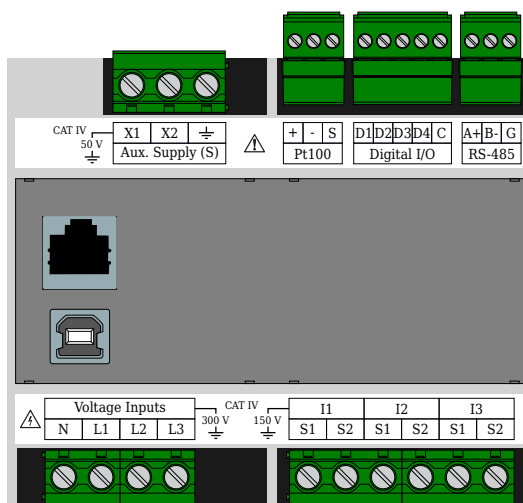 CAT IV
50 V
X1 X2
Aux. Supply (S)
+ - S
Pt100
D1 D2 D3 D4 C
Digital I/O
A+ B- G
RS-485
Voltage Inputs
N L1 L2 L3
300 V
CAT IV
150 V
I1 I2 I3
S1 S2 S1 S2 S1 S2